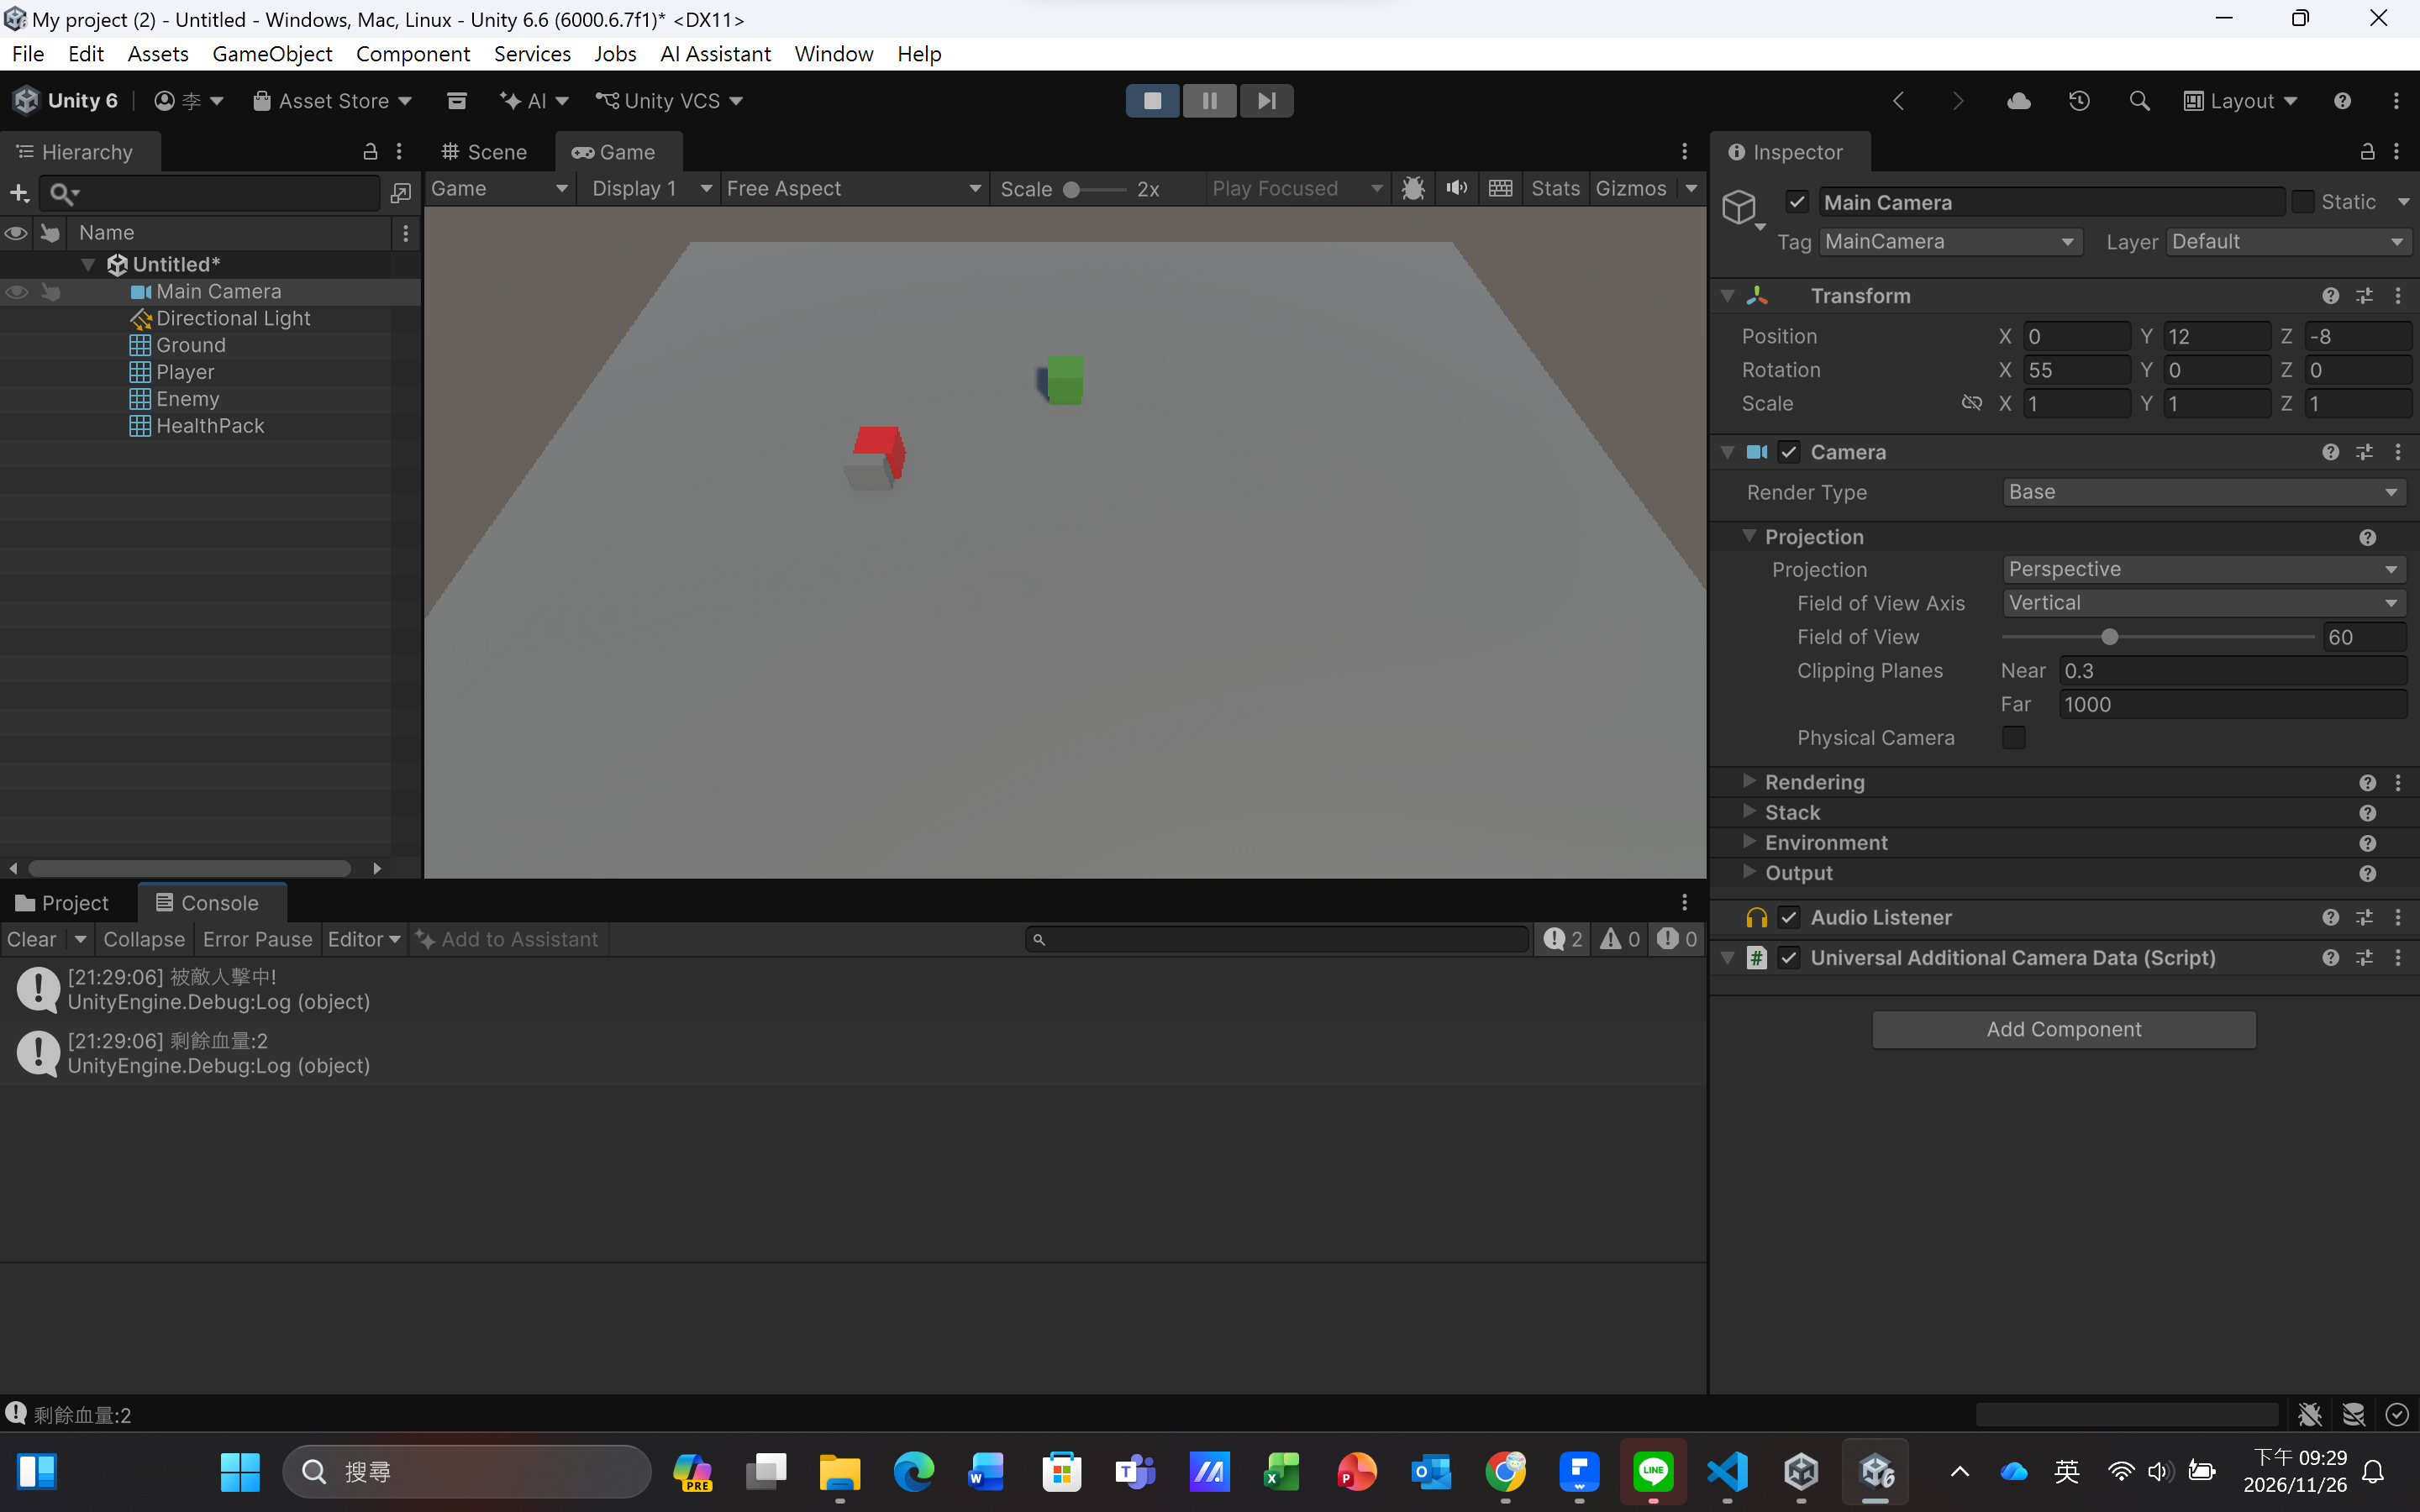 My project (2) - Untitled - Windows, Mac, Linux - Unity 6.6 (6000.6.7f1)* <DX11>
File Edit Assets GameObject Component Services Jobs AI Assistant Window Help
Unity 6 李 Asset Store AI Unity VCS Layout
Hierarchy
Scene Game
Inspector
Game Display 1 Free Aspect Scale 2x Play Focused Stats Gizmos
Name
Untitled*
Main Camera
Directional Light
Ground
Player
Enemy
HealthPack
Main Camera Static
Tag MainCamera Layer Default
Transform
Position X 0 Y 12 Z -8
Rotation X 55 Y 0 Z 0
Scale X 1 Y 1 Z 1
Camera
Render Type Base
Projection
Projection Perspective
Field of View Axis Vertical
Field of View 60
Clipping Planes Near 0.3
Far 1000
Physical Camera
Rendering
Stack
Environment
Output
Audio Listener
Universal Additional Camera Data (Script)
Add Component
Project Console
Clear Collapse Error Pause Editor Add to Assistant 2 0 0
[21:29:06] 被敵人擊中!
UnityEngine.Debug:Log (object)
[21:29:06] 剩餘血量:2
UnityEngine.Debug:Log (object)
剩餘血量:2
搜尋
PRE
LINE
英
下午 09:29
2026/11/26